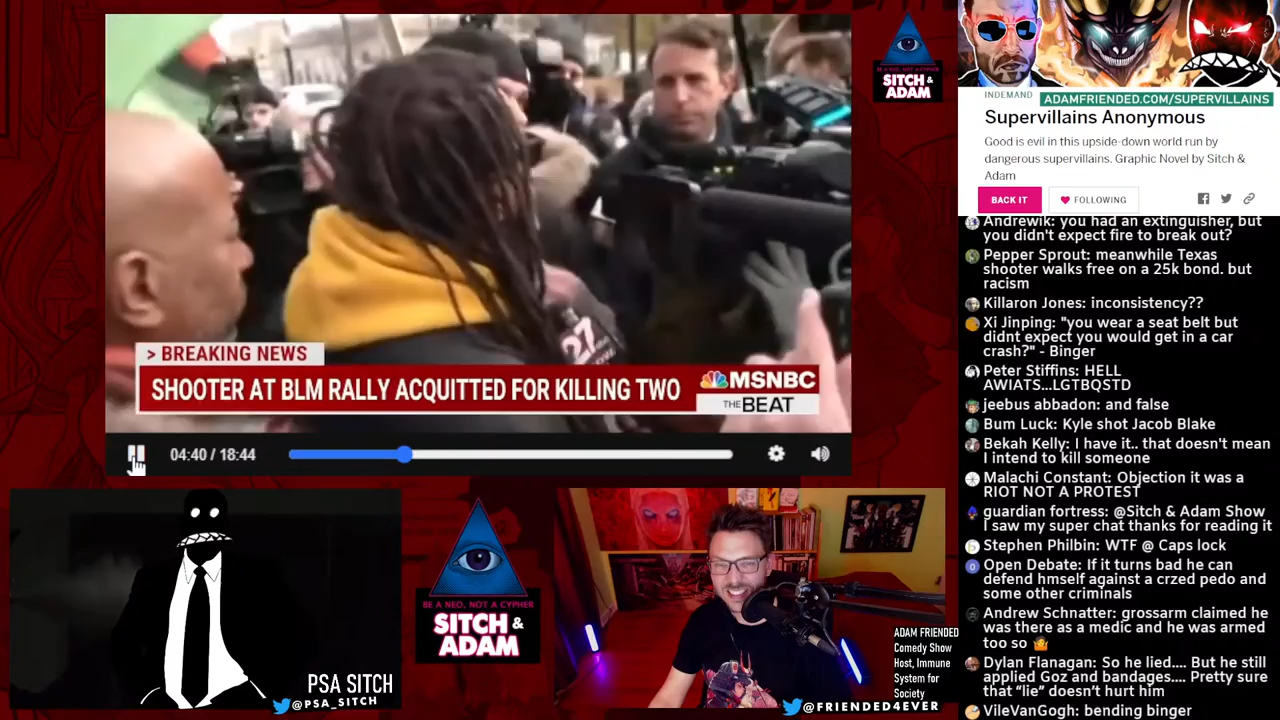 27
> BREAKING NEWS
SHOOTER AT BLM RALLY ACQUITTED FOR KILLING TWO
MSNBC
THE BEAT
04:40 / 18:44
BE A NEO, NOT A CYPHER
SITCH &
ADAM
INDEMAND
ADAMFRIENDED.COM/SUPERVILLAINS
Supervillains Anonymous
Good is evil in this upside-down world run by
dangerous supervillains. Graphic Novel by Sitch &
Adam
BACK IT
FOLLOWING
Andrewik: you had an extinguisher, but
you didn't expect fire to break out?
Pepper Sprout: meanwhile Texas
shooter walks free on a 25k bond. but
racism
Killaron Jones: inconsistency??
Xi Jinping: "you wear a seat belt but
didnt expect you would get in a car
crash?" - Binger
Peter Stiffins: HELL
AWIATS...LGTBQSTD
jeebus abbadon: and false
Bum Luck: Kyle shot Jacob Blake
Bekah Kelly: I have it.. that doesn't mean
I intend to kill someone
Malachi Constant: Objection it was a
RIOT NOT A PROTEST
guardian fortress: @Sitch & Adam Show
I saw my super chat thanks for reading it
Stephen Philbin: WTF @ Caps lock
Open Debate: If it turns bad he can
defend hmself against a crzed pedo and
some other criminals
Andrew Schnatter: grossarm claimed he
was there as a medic and he was armed
too so
Dylan Flanagan: So he lied.... But he still
applied Goz and bandages.... Pretty sure
that “lie” doesn't hurt him
VileVanGogh: bending binger
PSA SITCH
@PSA_SITCH
BE A NEO, NOT A CYPHER
SITCH &
ADAM
ADAM FRIENDED
Comedy Show
Host, Immune
System for
Society
@FRIENDED4EVER